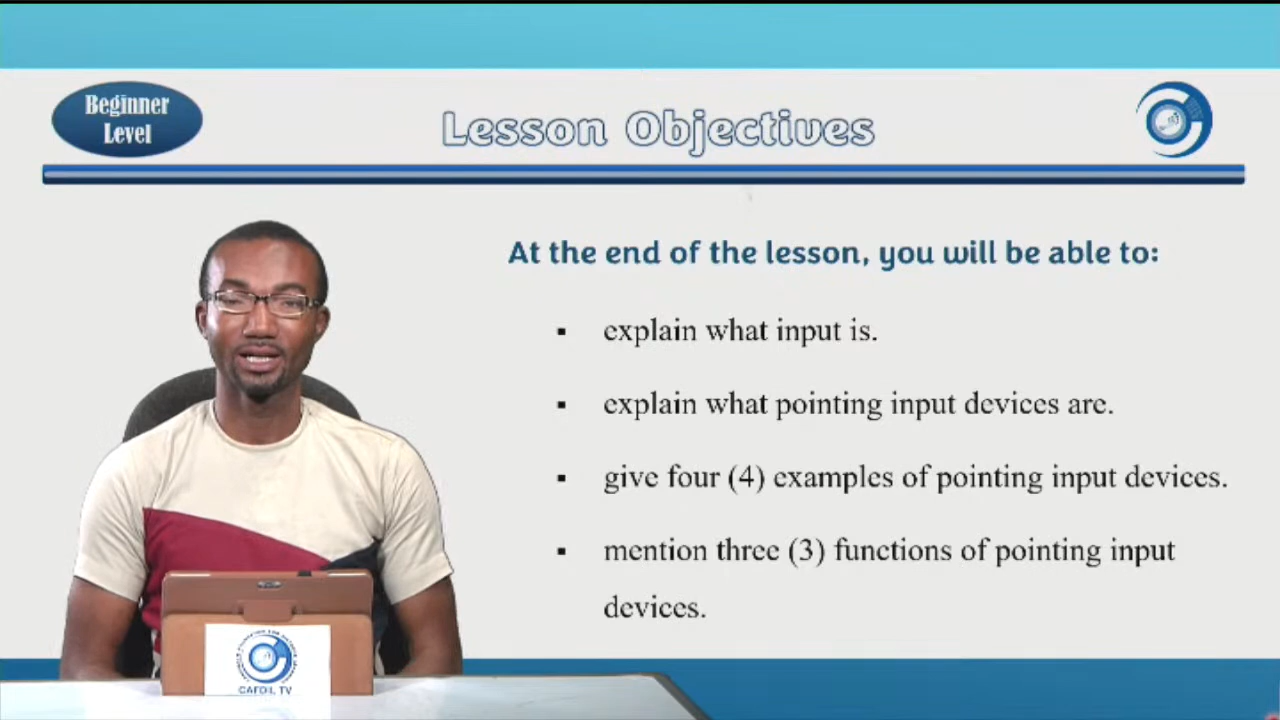 Beginner
Level
Lesson Objectives
At the end of the lesson, you will be able to:
▪ explain what input is.
▪ explain what pointing input devices are.
▪ give four (4) examples of pointing input devices.
▪ mention three (3) functions of pointing input
devices.
CAFDIL TV